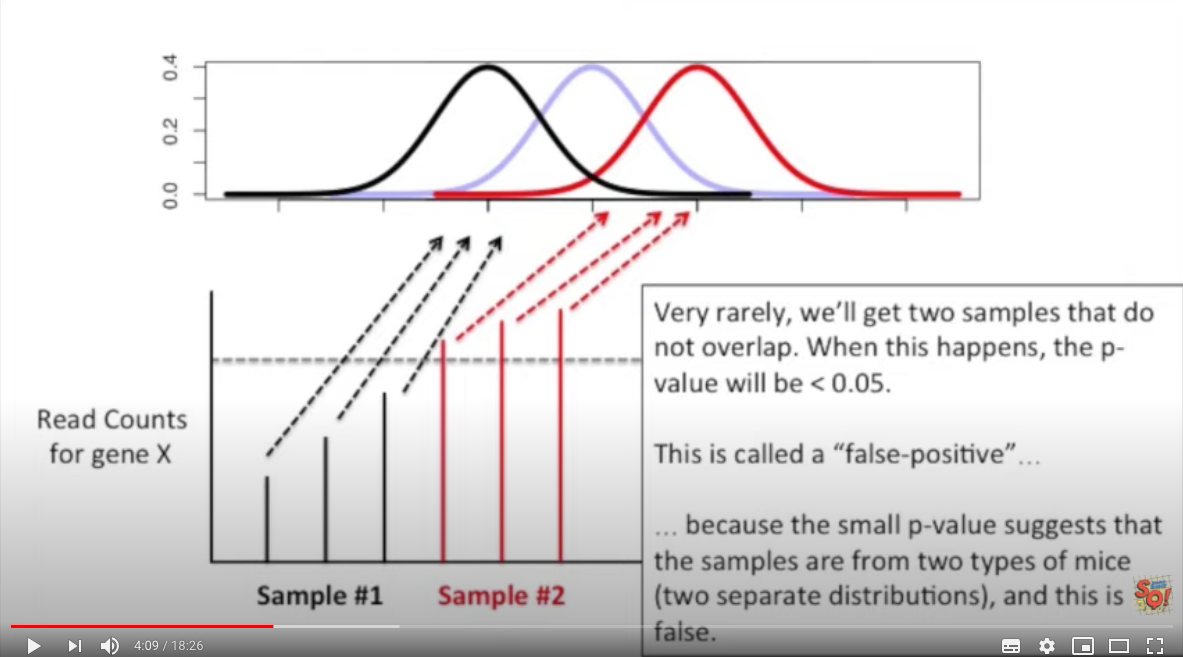 0.4
0.2
0.0
Read Counts
for gene X
Sample #1
Sample #2
Very rarely, we'll get two samples that do
not overlap. When this happens, the p-
value will be < 0.05.
This is called a “false-positive”…
… because the small p-value suggests that
the samples are from two types of mice
(two separate distributions), and this is
false.
SQ!
4:09 / 18:26